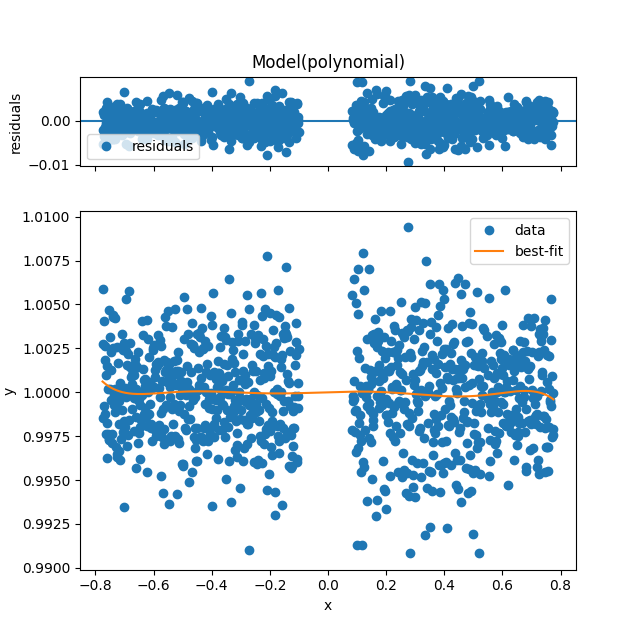 Model(polynomial)
residuals
0.00
−0.01
residuals
1.0100
1.0075
1.0050
1.0025
1.0000
0.9975
0.9950
0.9925
0.9900
y
data
best-fit
−0.8 −0.6 −0.4 −0.2 0.0 0.2 0.4 0.6 0.8
x